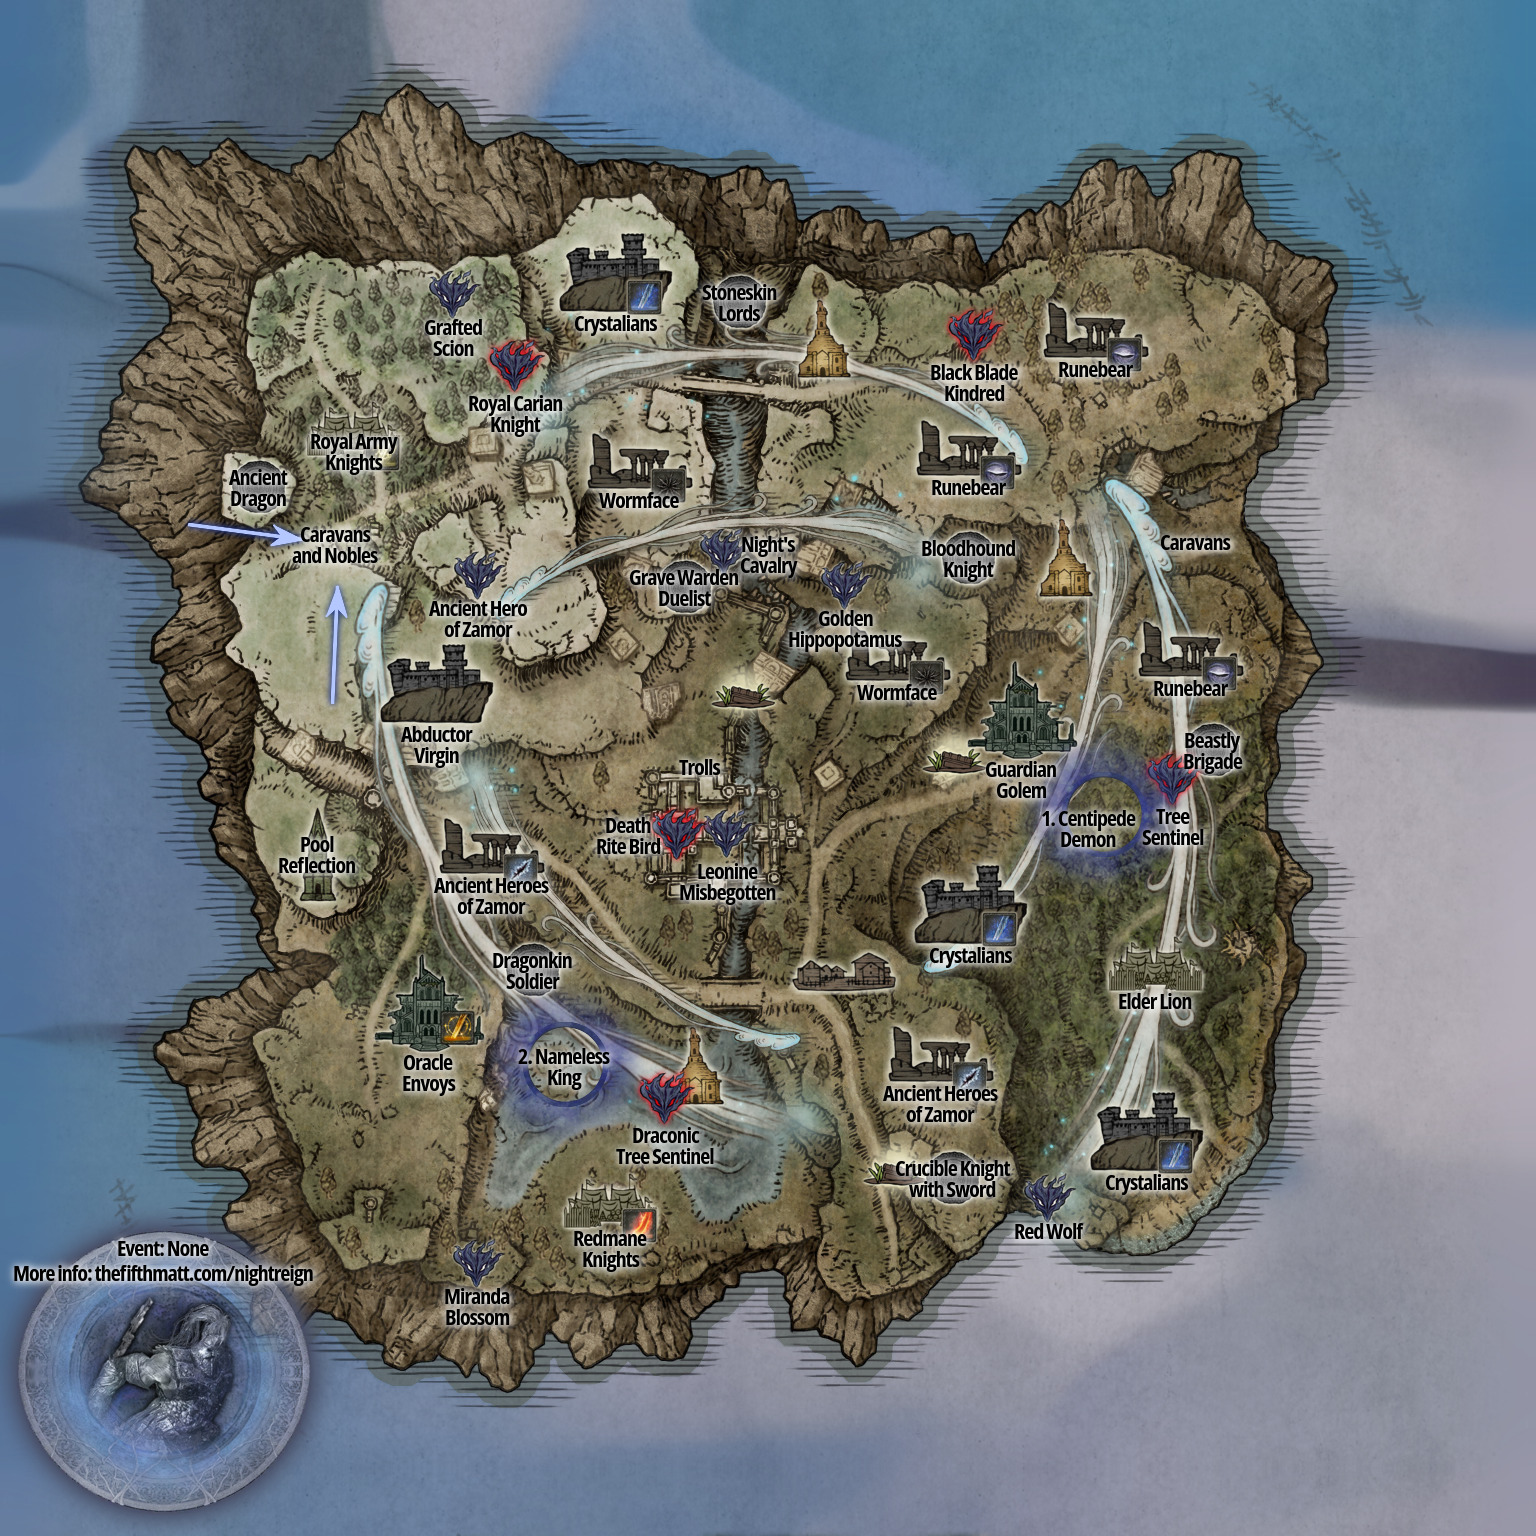 Stoneskin
Lords
Grafted
Scion
Crystalians
Royal Carian
Knight
Black Blade
Kindred
Runebear
Royal Army
Knights
Ancient
Dragon
Wormface
Runebear
Caravans
and Nobles
Night's
Cavalry
Bloodhound
Knight
Caravans
Grave Warden
Duelist
Ancient Hero
of Zamor
Golden
Hippopotamus
Wormface
Runebear
Abductor
Virgin
Trolls
Guardian
Golem
Beastly
Brigade
Death
Rite Bird
1. Centipede
Demon
Tree
Sentinel
Pool
Reflection
Leonine
Misbegotten
Ancient Heroes
of Zamor
Dragonkin
Soldier
Crystalians
Elder Lion
Oracle
Envoys
2. Nameless
King
Ancient Heroes
of Zamor
Draconic
Tree Sentinel
Crucible Knight
with Sword
Crystalians
Red Wolf
Redmane
Knights
Miranda
Blossom
Event: None
More info: thefifthmatt.com/nightreign